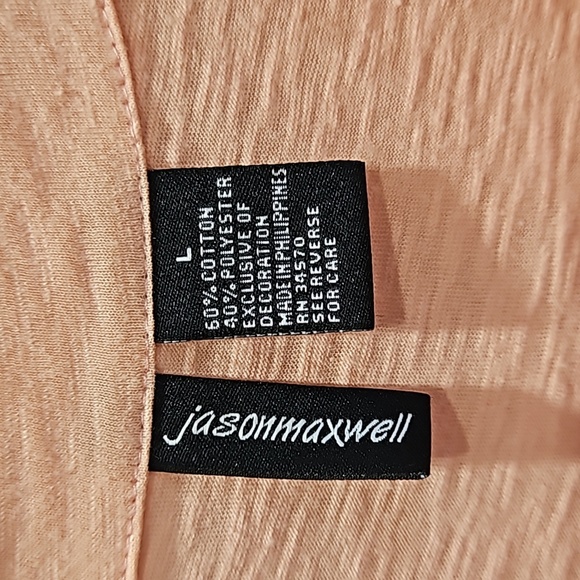 L
60% COTTON
40% POLYESTER
EXCLUSIVE OF
DECORATION
MADE IN PHILIPPINES
RN 34570
SEE REVERSE
FOR CARE
jasonmaxwell